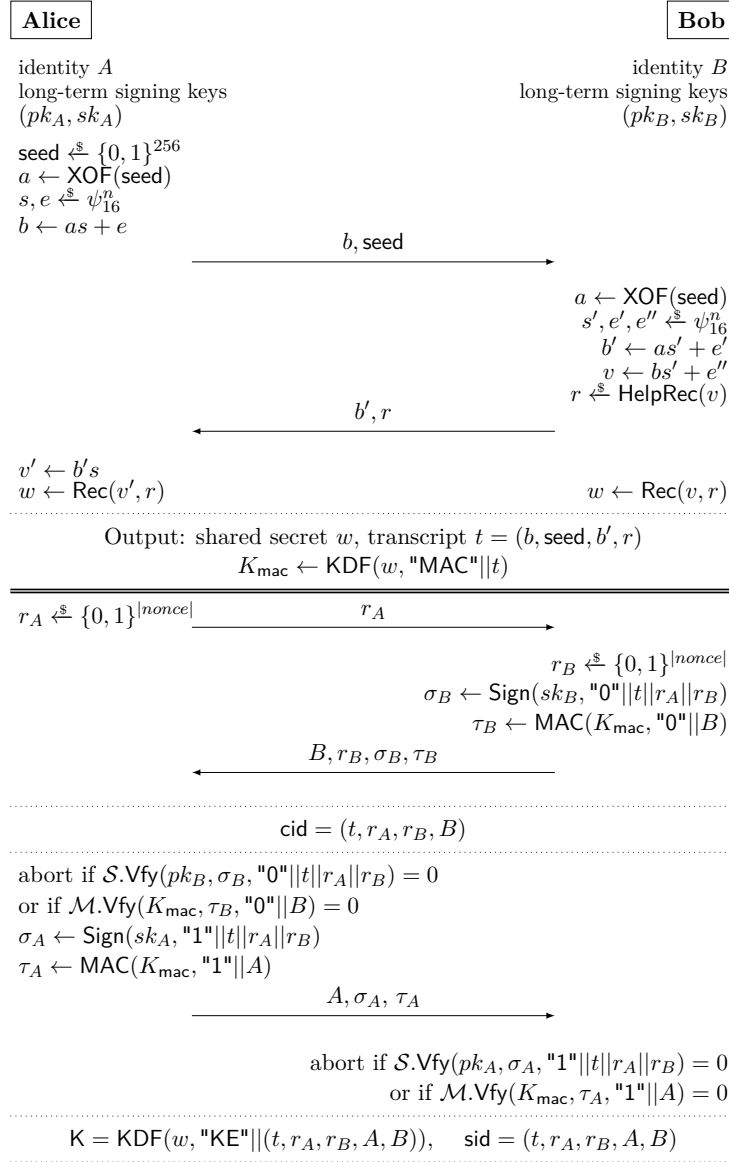 Alice Bob
identity A identity B
long-term signing keys long-term signing keys
(pk_A, sk_A) (pk_B, sk_B)
seed ←$ {0, 1}^256
a ← XOF(seed)
s, e ←$ ψ^n_16
b ← as + e
b, seed
a ← XOF(seed)
s′, e′, e″ ←$ ψ^n_16
b′ ← as′ + e′
v ← bs′ + e″
r ←$ HelpRec(v)
b′, r
v′ ← b′s
w ← Rec(v′, r) w ← Rec(v, r)
Output: shared secret w, transcript t = (b, seed, b′, r)
K_mac ← KDF(w, "MAC"||t)
r_A ←$ {0, 1}^|nonce| r_A
r_B ←$ {0, 1}^|nonce|
σ_B ← Sign(sk_B, "0"||t||r_A||r_B)
τ_B ← MAC(K_mac, "0"||B)
B, r_B, σ_B, τ_B
cid = (t, r_A, r_B, B)
abort if S.Vfy(pk_B, σ_B, "0"||t||r_A||r_B) = 0
or if M.Vfy(K_mac, τ_B, "0"||B) = 0
σ_A ← Sign(sk_A, "1"||t||r_A||r_B)
τ_A ← MAC(K_mac, "1"||A)
A, σ_A, τ_A
abort if S.Vfy(pk_A, σ_A, "1"||t||r_A||r_B) = 0
or if M.Vfy(K_mac, τ_A, "1"||A) = 0
K = KDF(w, "KE"||(t, r_A, r_B, A, B)), sid = (t, r_A, r_B, A, B)